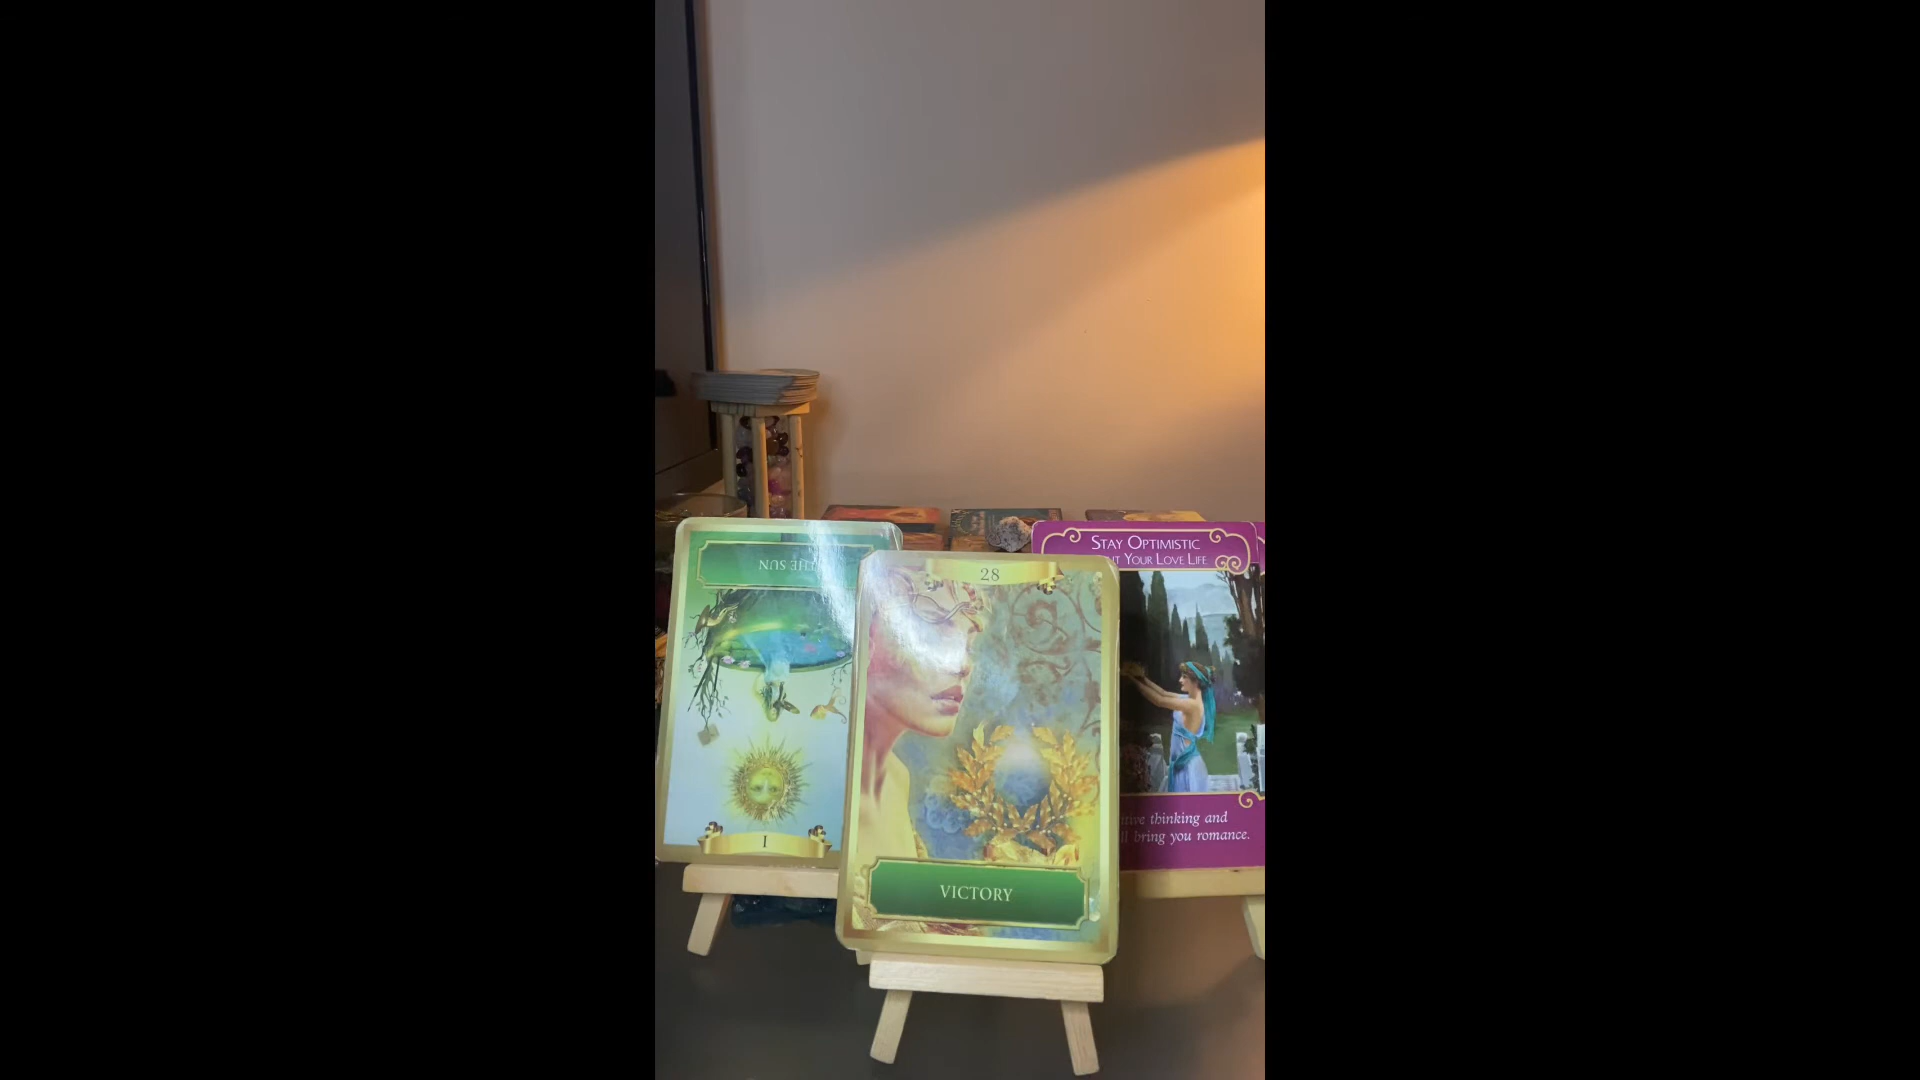 THE SUN
I
28
VICTORY
STAY OPTIMISTIC
YOUR LOVE LIFE
thinking and
bring you romance.